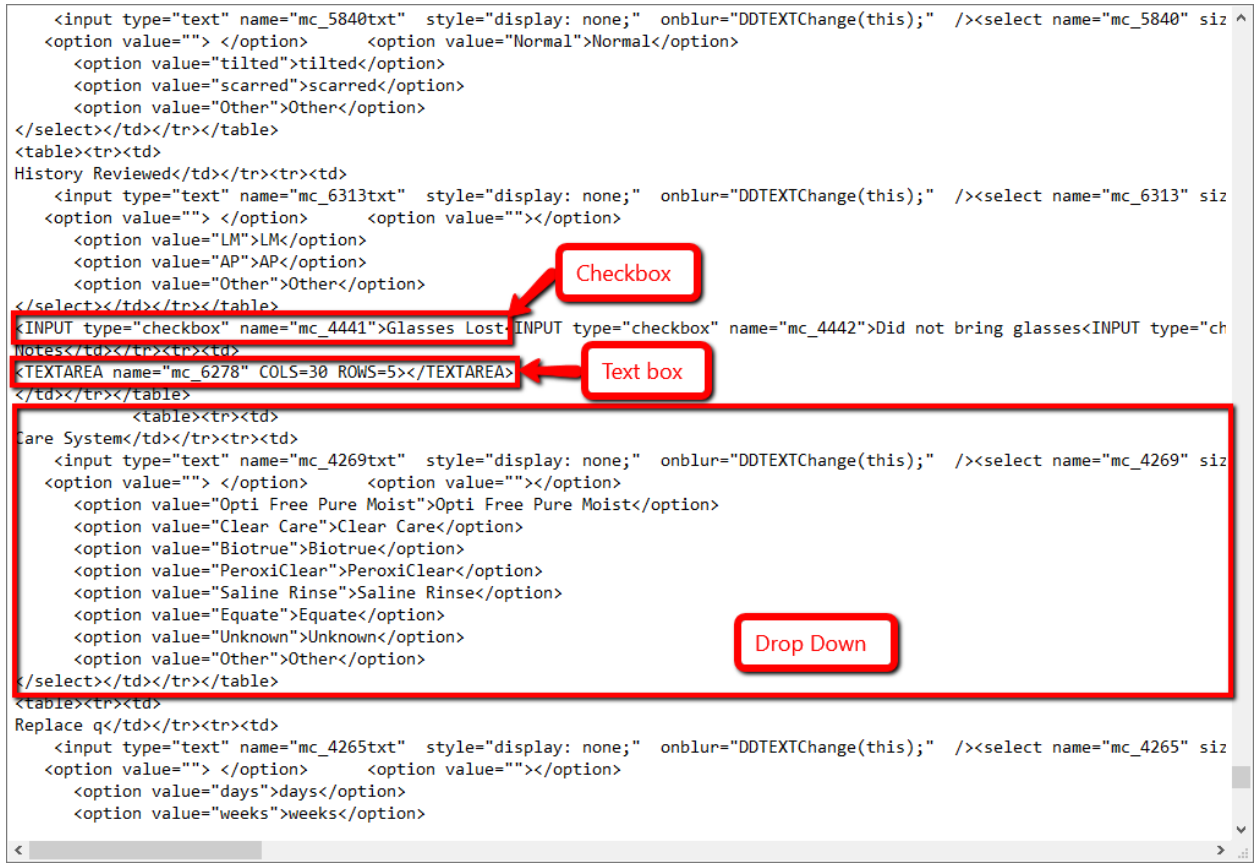 <input type="text" name="mc_5840txt" style="display: none;" onblur="DDTEXTChange(this);" /><select name="mc_5840" siz
<option value=""> </option> <option value="Normal">Normal</option>
<option value="tilted">tilted</option>
<option value="scarred">scarred</option>
<option value="Other">Other</option>
</select></td></tr></table>
<table><tr><td>
History Reviewed</td></tr><tr><td>
<input type="text" name="mc_6313txt" style="display: none;" onblur="DDTEXTChange(this);" /><select name="mc_6313" siz
<option value=""> </option> <option value=""></option>
<option value="LM">LM</option>
<option value="AP">AP</option>
<option value="Other">Other</option>
Checkbox
</select></td></tr></table>
<INPUT type="checkbox" name="mc_4441">Glasses Lost<INPUT type="checkbox" name="mc_4442">Did not bring glasses<INPUT type="ch
Notes</td></tr><tr><td>
<TEXTAREA name="mc_6278" COLS=30 ROWS=5></TEXTAREA>
Text box
</td></tr></table>
<table><tr><td>
Care System</td></tr><tr><td>
<input type="text" name="mc_4269txt" style="display: none;" onblur="DDTEXTChange(this);" /><select name="mc_4269" siz
<option value=""> </option> <option value=""></option>
<option value="Opti Free Pure Moist">Opti Free Pure Moist</option>
<option value="Clear Care">Clear Care</option>
<option value="Biotrue">Biotrue</option>
<option value="PeroxiClear">PeroxiClear</option>
<option value="Saline Rinse">Saline Rinse</option>
<option value="Equate">Equate</option>
<option value="Unknown">Unknown</option>
<option value="Other">Other</option>
Drop Down
</select></td></tr></table>
<table><tr><td>
Replace q</td></tr><tr><td>
<input type="text" name="mc_4265txt" style="display: none;" onblur="DDTEXTChange(this);" /><select name="mc_4265" siz
<option value=""> </option> <option value=""></option>
<option value="days">days</option>
<option value="weeks">weeks</option>